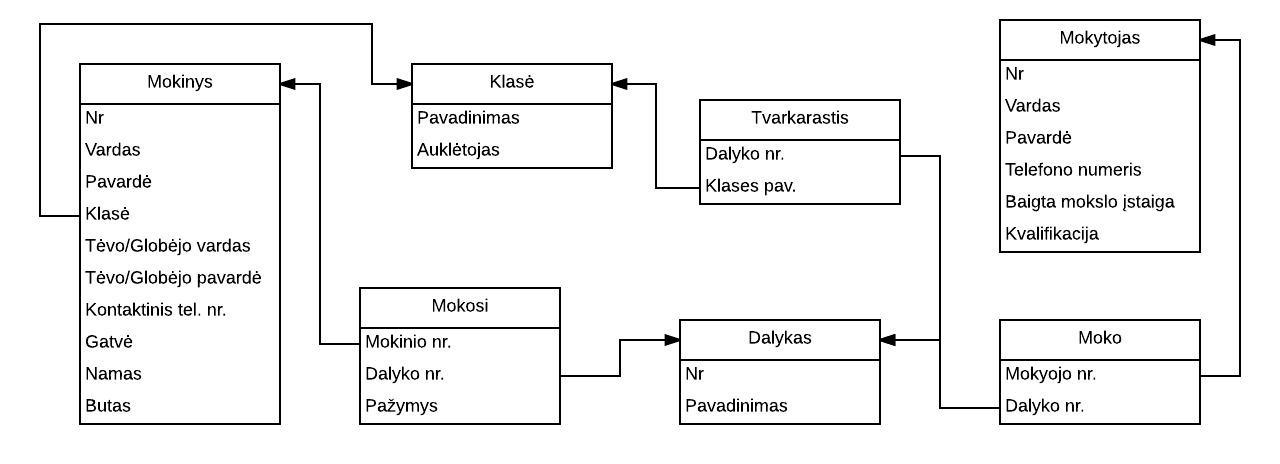 Mokinys
Nr
Vardas
Pavardė
Klasė
Tėvo/Globėjo vardas
Tėvo/Globėjo pavardė
Kontaktinis tel. nr.
Gatvė
Namas
Butas
Klasė
Pavadinimas
Auklėtojas
Mokosi
Mokinio nr.
Dalyko nr.
Pažymys
Tvarkarastis
Dalyko nr.
Klases pav.
Dalykas
Nr
Pavadinimas
Mokytojas
Nr
Vardas
Pavardė
Telefono numeris
Baigta mokslo įstaiga
Kvalifikacija
Moko
Mokyojo nr.
Dalyko nr.